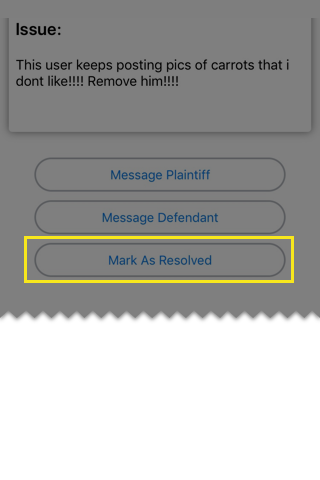 Issue:
This user keeps posting pics of carrots that i
dont like!!!! Remove him!!!!
Message Plaintiff
Message Defendant
Mark As Resolved